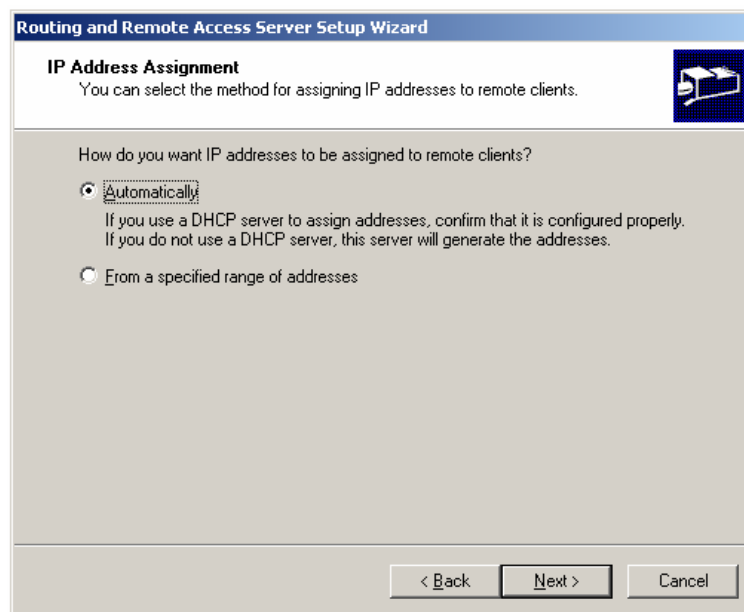 Routing and Remote Access Server Setup Wizard
IP Address Assignment
You can select the method for assigning IP addresses to remote clients.
How do you want IP addresses to be assigned to remote clients?
Automatically
If you use a DHCP server to assign addresses, confirm that it is configured properly.
If you do not use a DHCP server, this server will generate the addresses.
From a specified range of addresses
< Back Next > Cancel